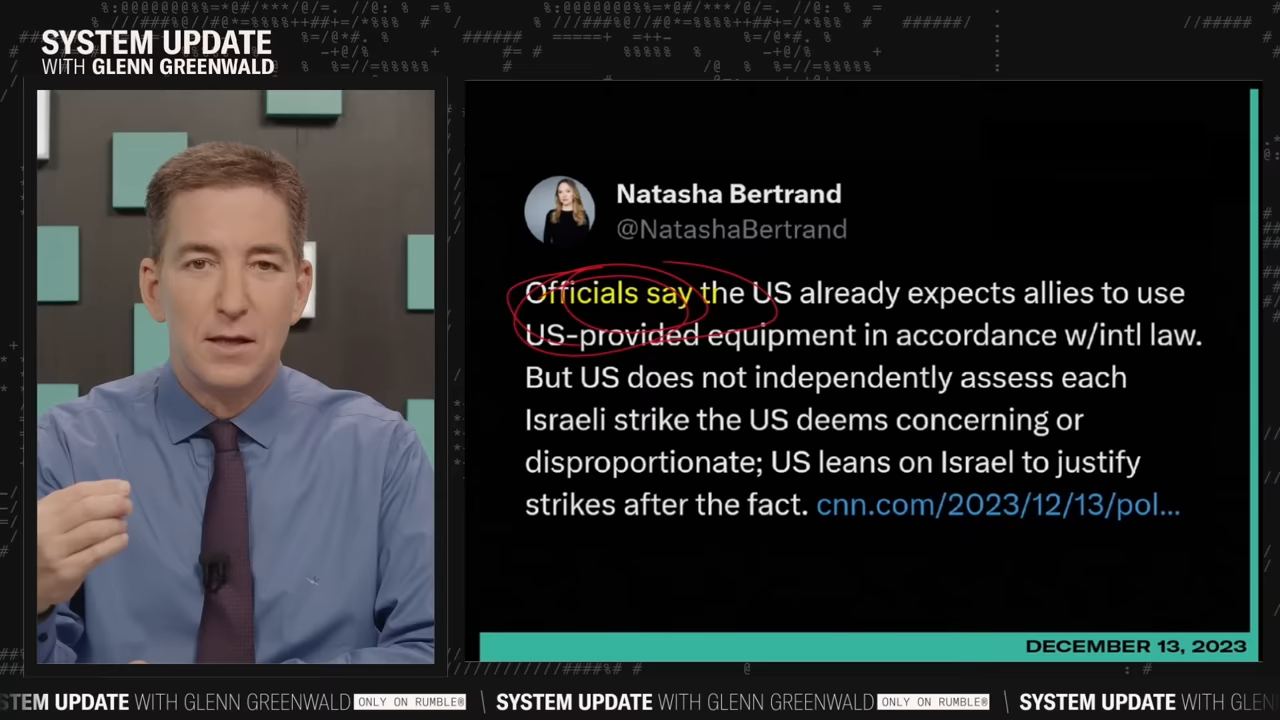 SYSTEM UPDATE
WITH GLENN GREENWALD
Natasha Bertrand
@NatashaBertrand
Officials say the US already expects allies to use
US-provided equipment in accordance w/intl law.
But US does not independently assess each
Israeli strike the US deems concerning or
disproportionate; US leans on Israel to justify
strikes after the fact. cnn.com/2023/12/13/pol...
DECEMBER 13, 2023
STEM UPDATE WITH GLENN GREENWALD ONLY ON RUMBLE® \ SYSTEM UPDATE WITH GLENN GREENWALD ONLY ON RUMBLE® \ SYSTEM UPDATE WITH GLEN